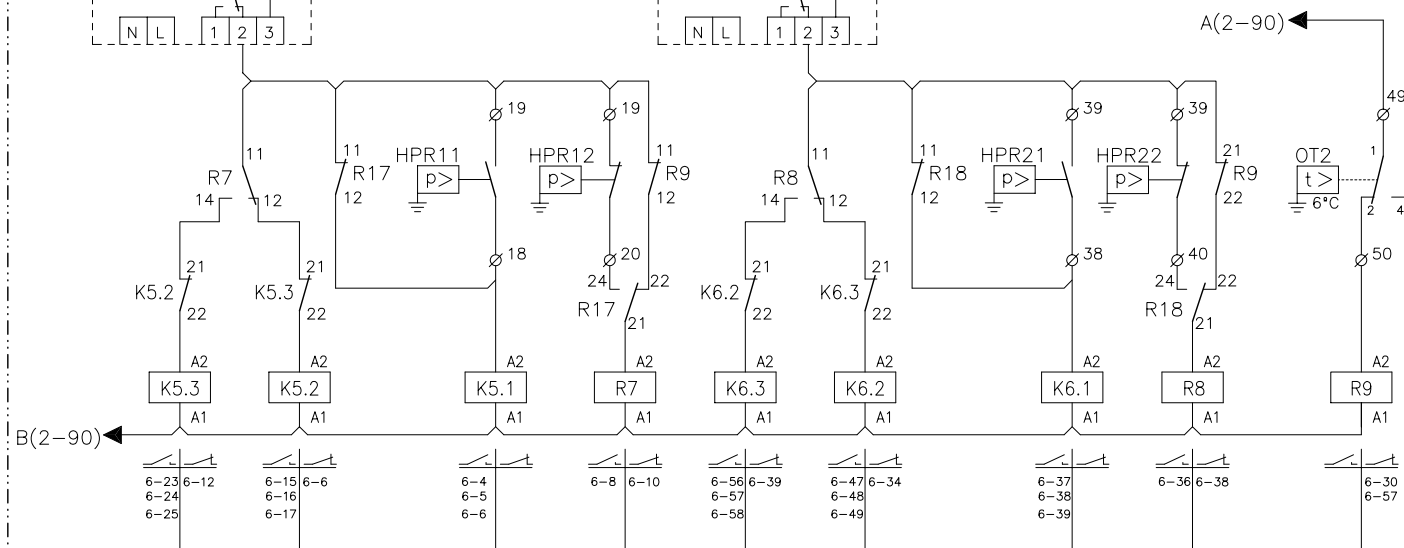 A(2-90)
N L 1 2 3 N L 1 2 3
49
19 19 39 39
11 11 HPR11 HPR12 11 11 11 HPR21 HPR22 21 OT2 1
R7 R17 p> p> R9 R8 R18 p> p> R9 t>
14 12 12 12 14 12 12 22 6°C 2 4
18 20 38 40 50
21 21 24 22 21 21 24 22
K5.2 K5.3 R17 K6.2 K6.3 R18
22 22 21 22 22 21
A2 A2 A2 A2 A2 A2 A2 A2 A2
K5.3 K5.2 K5.1 R7 K6.3 K6.2 K6.1 R8 R9
A1 A1 A1 A1 A1 A1 A1 A1 A1
B(2-90)
6-23 6-12 6-15 6-6 6-4 6-8 6-10 6-56 6-39 6-47 6-34 6-37 6-36 6-38 6-30
6-24 6-16 6-5 6-57 6-48 6-38 6-57
6-25 6-17 6-6 6-58 6-49 6-39